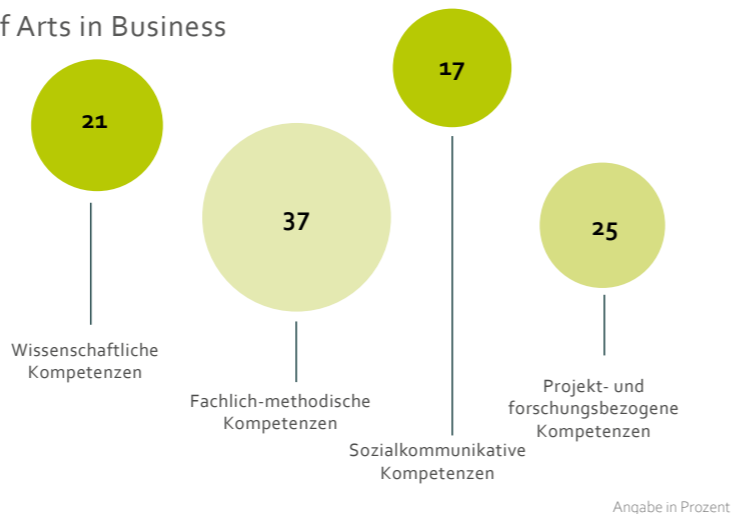 f Arts in Business
17
21
37
25
Wissenschaftliche
Kompetenzen
Fachlich-methodische
Kompetenzen
Sozialkommunikative
Kompetenzen
Projekt- und
forschungsbezogene
Kompetenzen
Angabe in Prozent